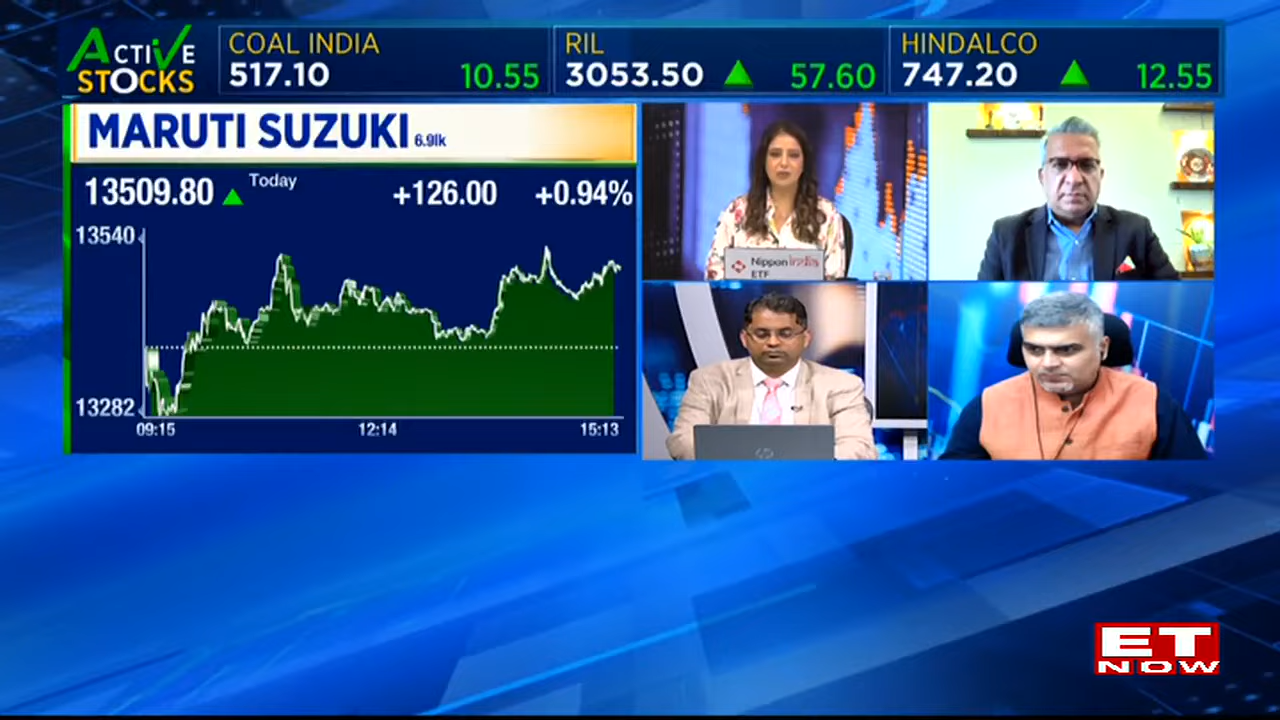 ACTIVE
STOCKS
COAL INDIA
517.10 10.55
RIL
3053.50 57.60
HINDALCO
747.20 12.55
MARUTI SUZUKI 6.9lk
13509.80 Today +126.00 +0.94%
13540
13282
09:15 12:14 15:13
Nippon india
ETF
hp
ET
NOW